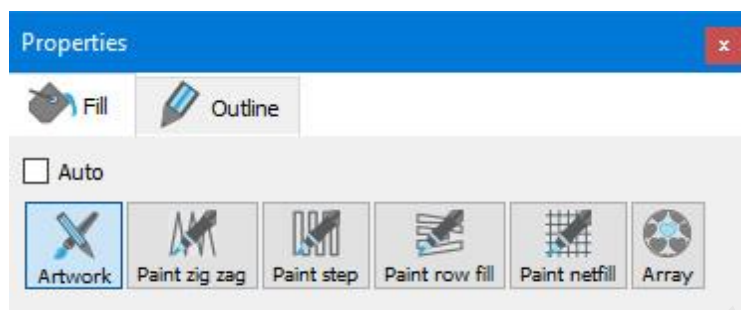 Properties
x
Fill Outline
Auto
Artwork Paint zig zag Paint step Paint row fill Paint netfill Array